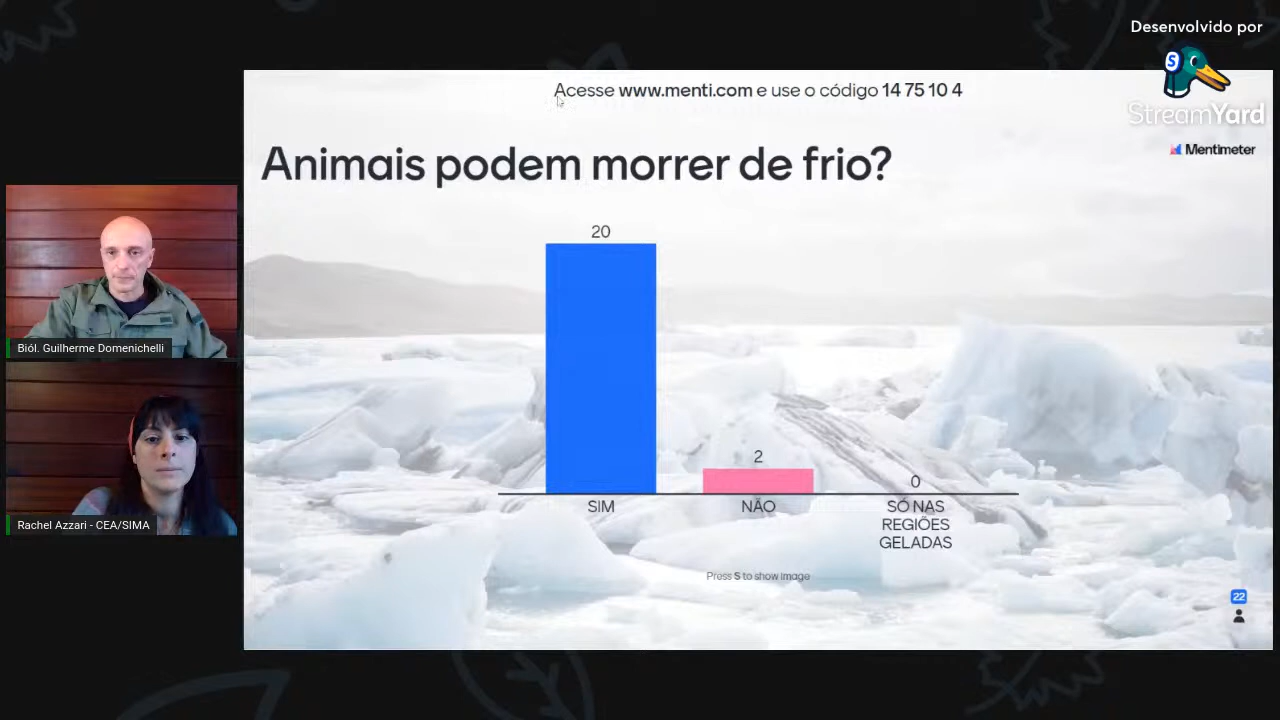 Desenvolvido por
StreamYard
Acesse www.menti.com e use o código 14 75 10 4
Mentimeter
Animais podem morrer de frio?
20
2
0
SIM
NÃO
SÓ NAS
REGIÕES
GELADAS
Press S to show image
22
Biól. Guilherme Domenichelli
Rachel Azzari - CEA/SIMA
S